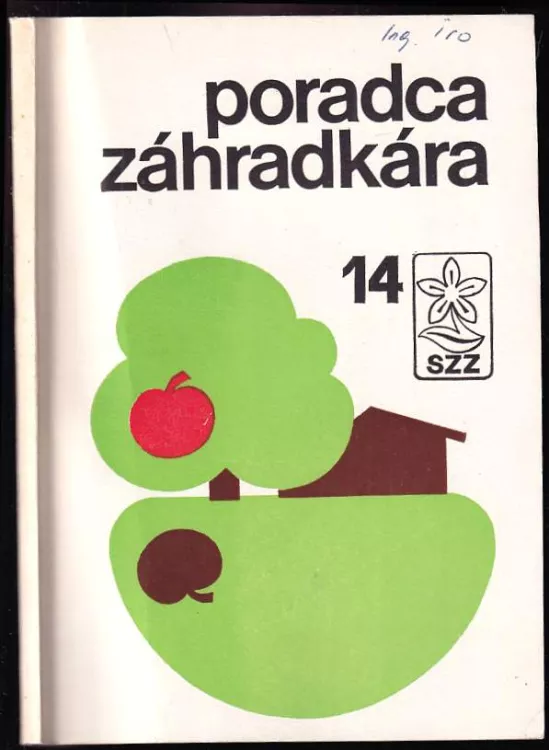 Ing. Íro
poradca
záhradkára
14
SZZ